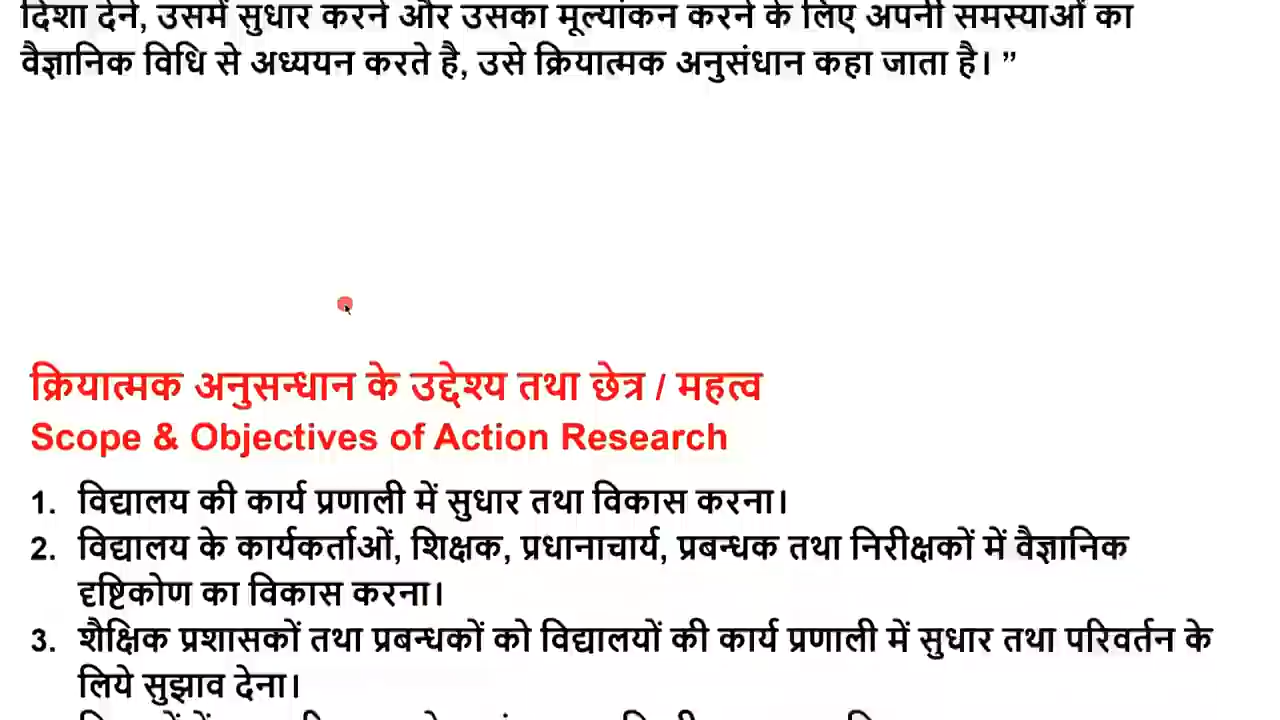 दिशा देने, उसमें सुधार करने और उसका मूल्यांकन करने के लिए अपनी समस्याओं का
वैज्ञानिक विधि से अध्ययन करते है, उसे क्रियात्मक अनुसंधान कहा जाता है। ”
क्रियात्मक अनुसन्धान के उद्देश्य तथा छेत्र / महत्व
Scope & Objectives of Action Research
1. विद्यालय की कार्य प्रणाली में सुधार तथा विकास करना।
2. विद्यालय के कार्यकर्ताओं, शिक्षक, प्रधानाचार्य, प्रबन्धक तथा निरीक्षकों में वैज्ञानिक
दृष्टिकोण का विकास करना।
3. शैक्षिक प्रशासकों तथा प्रबन्धकों को विद्यालयों की कार्य प्रणाली में सुधार तथा परिवर्तन के
लिये सुझाव देना।